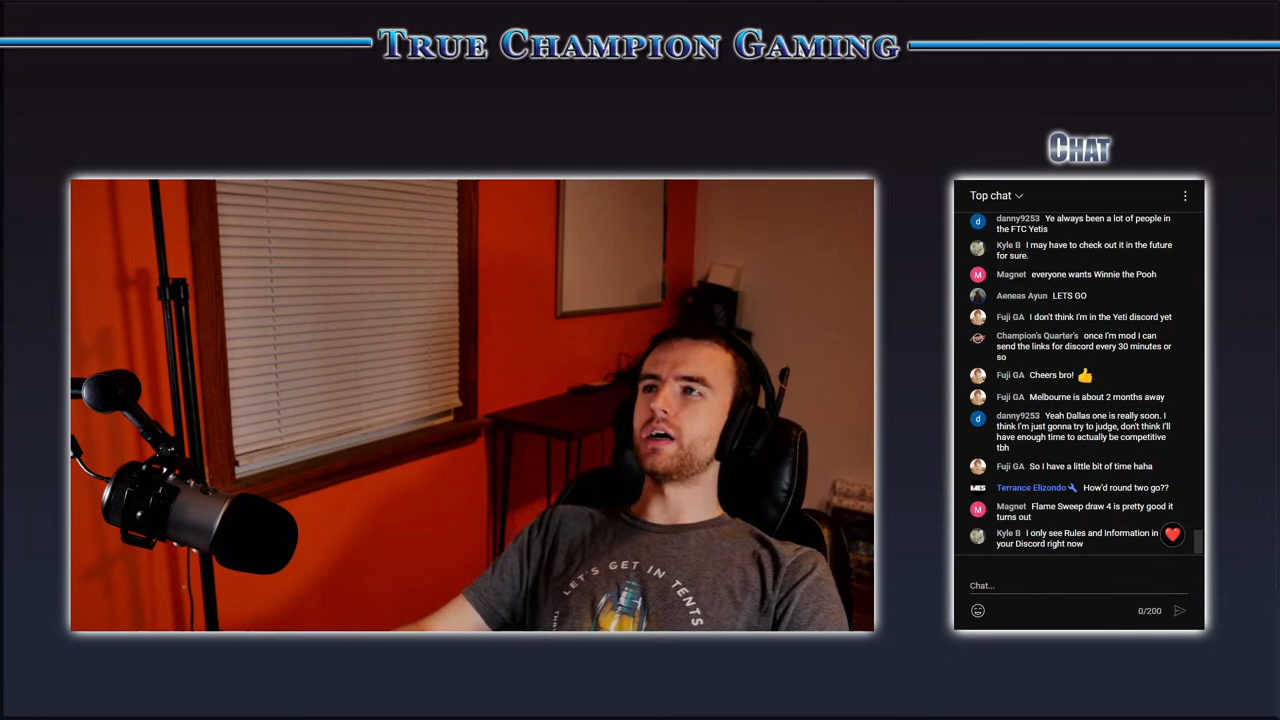 TRUE CHAMPION GAMING
CHAT
Top chat
danny9253 Ye always been a lot of people in
the FTC Yetis
Kyle B I may have to check out it in the future
for sure.
Magnet everyone wants Winnie the Pooh
Aeneas Ayun LETS GO
Fuji GA I don't think I'm in the Yeti discord yet
Champion's Quarter's once I'm mod I can
send the links for discord every 30 minutes or
so
Fuji GA Cheers bro! 👍
Fuji GA Melbourne is about 2 months away
danny9253 Yeah Dallas one is really soon. I
think I'm just gonna try to judge, don't think I'll
have enough time to actually be competitive
tbh
Fuji GA So I have a little bit of time haha
Terrance Elizondo How'd round two go??
Magnet Flame Sweep draw 4 is pretty good it
turns out
Kyle B I only see Rules and Information in
your Discord right now
Chat...
0/200
LET'S GET IN TENTS
d
M
d
MES
M